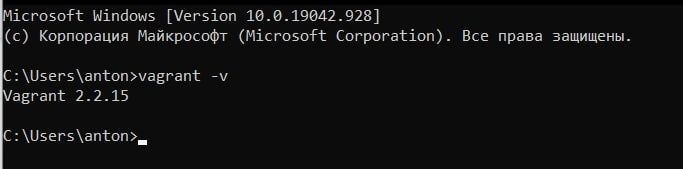 Microsoft Windows [Version 10.0.19042.928]
(c) Корпорация Майкрософт (Microsoft Corporation). Все права защищены.
C:\Users\anton>vagrant -v
Vagrant 2.2.15
C:\Users\anton>